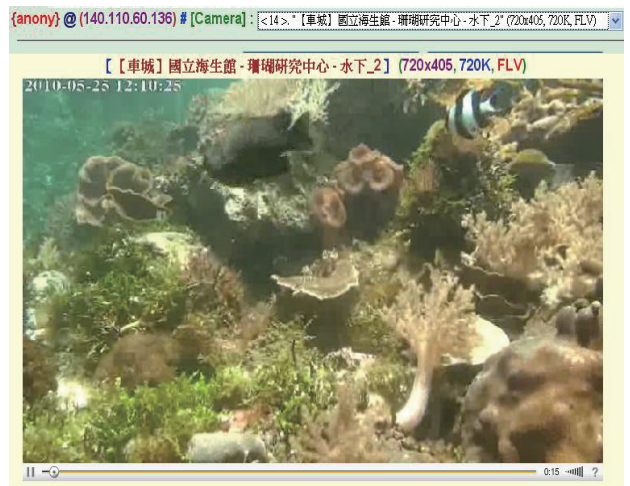 {anony} @ (140.110.60.136) # [Camera] : <14>. "【車城】國立海生館 - 珊瑚研究中心 - 水下_2" (720x405, 720K, FLV)
[ 【車城】國立海生館 - 珊瑚研究中心 - 水下_2 ] (720x405, 720K, FLV)
2010-05-25 12:10:25
0:15 ?